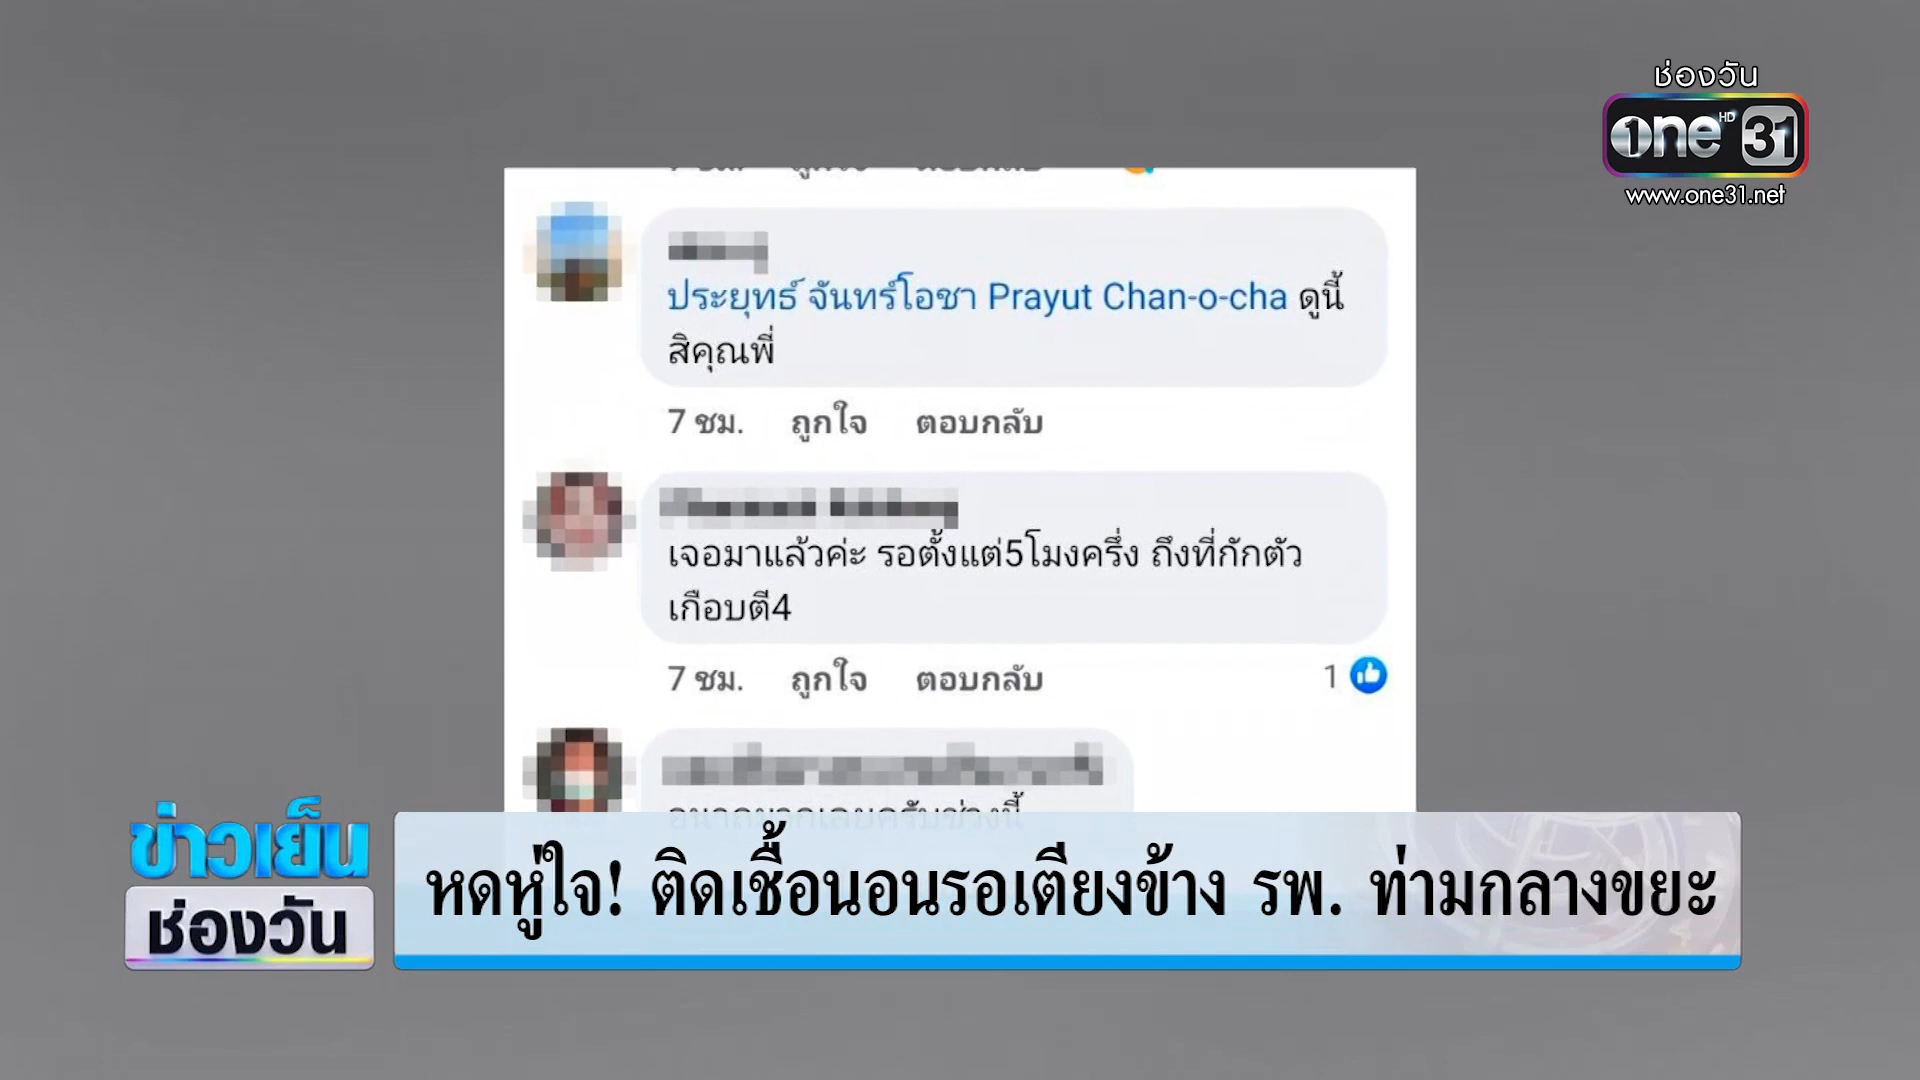 ช่องวัน
one HD 31
www.one31.net
ประยุทธ์ จันทร์โอชา Prayut Chan-o-cha ดูนี้
สิคุณพี่
7 ชม. ถูกใจ ตอบกลับ
เจอมาแล้วค่ะ รอตั้งแต่5โมงครึ่ง ถึงที่กักตัว
เกือบตี4
7 ชม. ถูกใจ ตอบกลับ 1
ข่าวเย็น
ช่องวัน
หดหู่ใจ! ติดเชื้อนอนรอเตียงข้าง รพ. ท่ามกลางขยะ